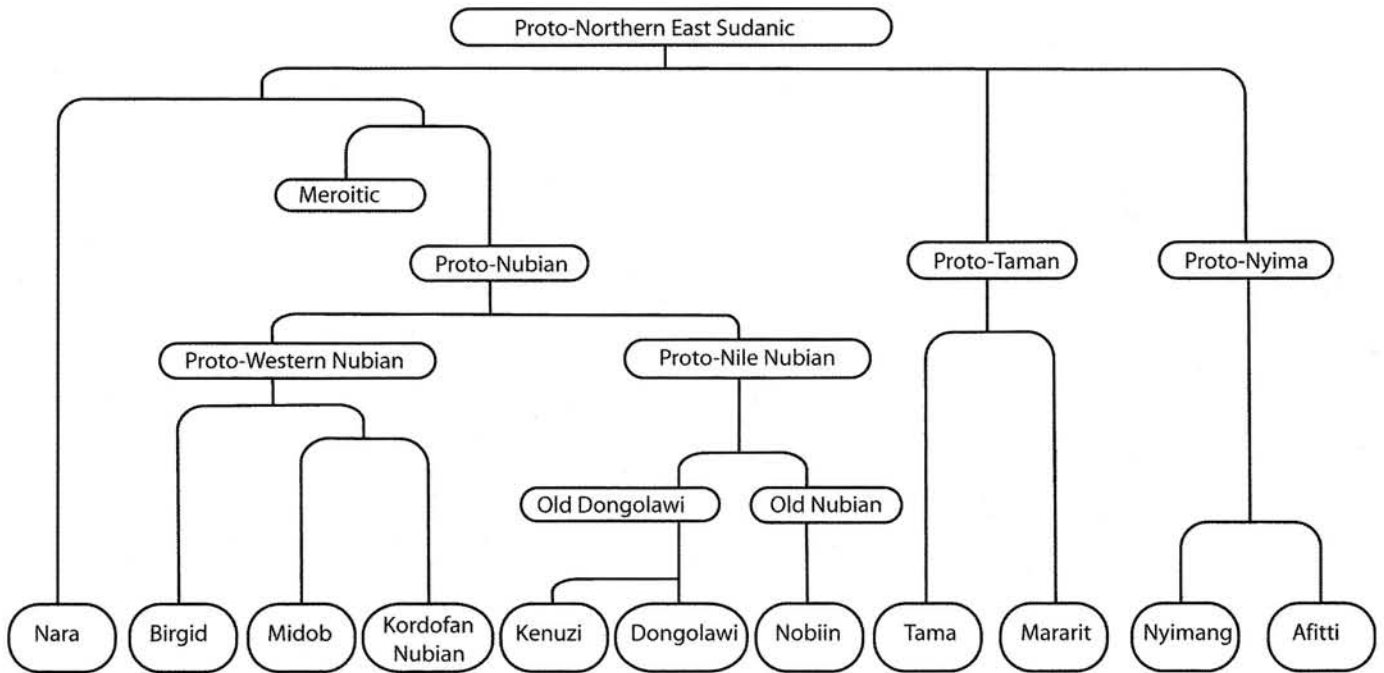 Proto-Northern East Sudanic
Meroitic
Proto-Nubian
Proto-Taman
Proto-Nyima
Proto-Western Nubian
Proto-Nile Nubian
Old Dongolawi
Old Nubian
Nara
Birgid
Midob
Kordofan
Nubian
Kenuzi
Dongolawi
Nobiin
Tama
Mararit
Nyimang
Afitti